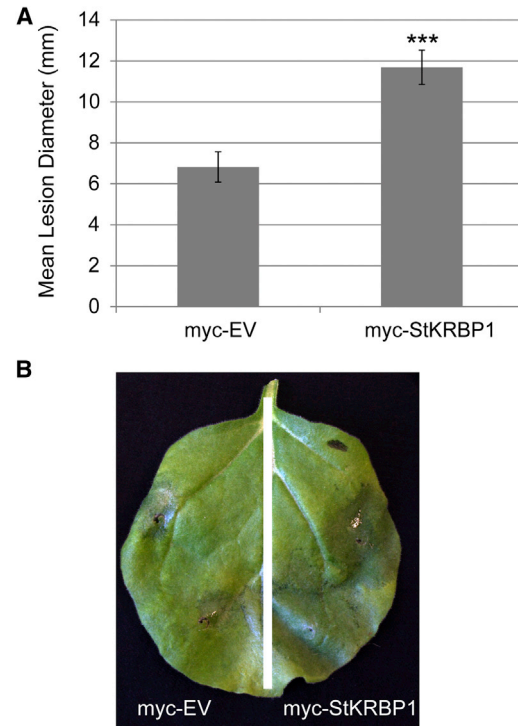 A
Mean Lesion Diameter (mm)
14
12
10
8
6
4
2
0
***
myc-EV myc-StKRBP1
B
myc-EV myc-StKRBP1